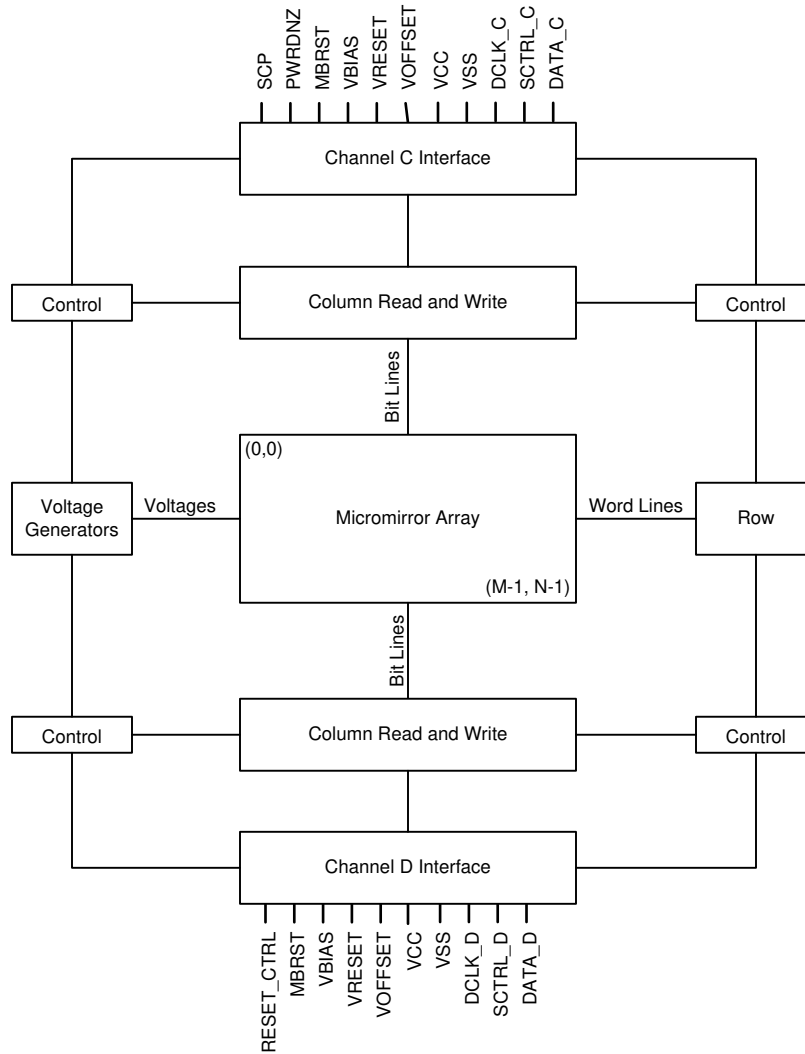 SCP
PWRDNZ
MBRST
VBIAS
VRESET
VOFFSET
VCC
VSS
DCLK_C
SCTRL_C
DATA_C
Channel C Interface
Control
Column Read and Write
Control
Bit Lines
(0,0)
Voltage
Generators
Voltages
Micromirror Array
Word Lines
Row
(M-1, N-1)
Bit Lines
Control
Column Read and Write
Control
Channel D Interface
RESET_CTRL
MBRST
VBIAS
VRESET
VOFFSET
VCC
VSS
DCLK_D
SCTRL_D
DATA_D